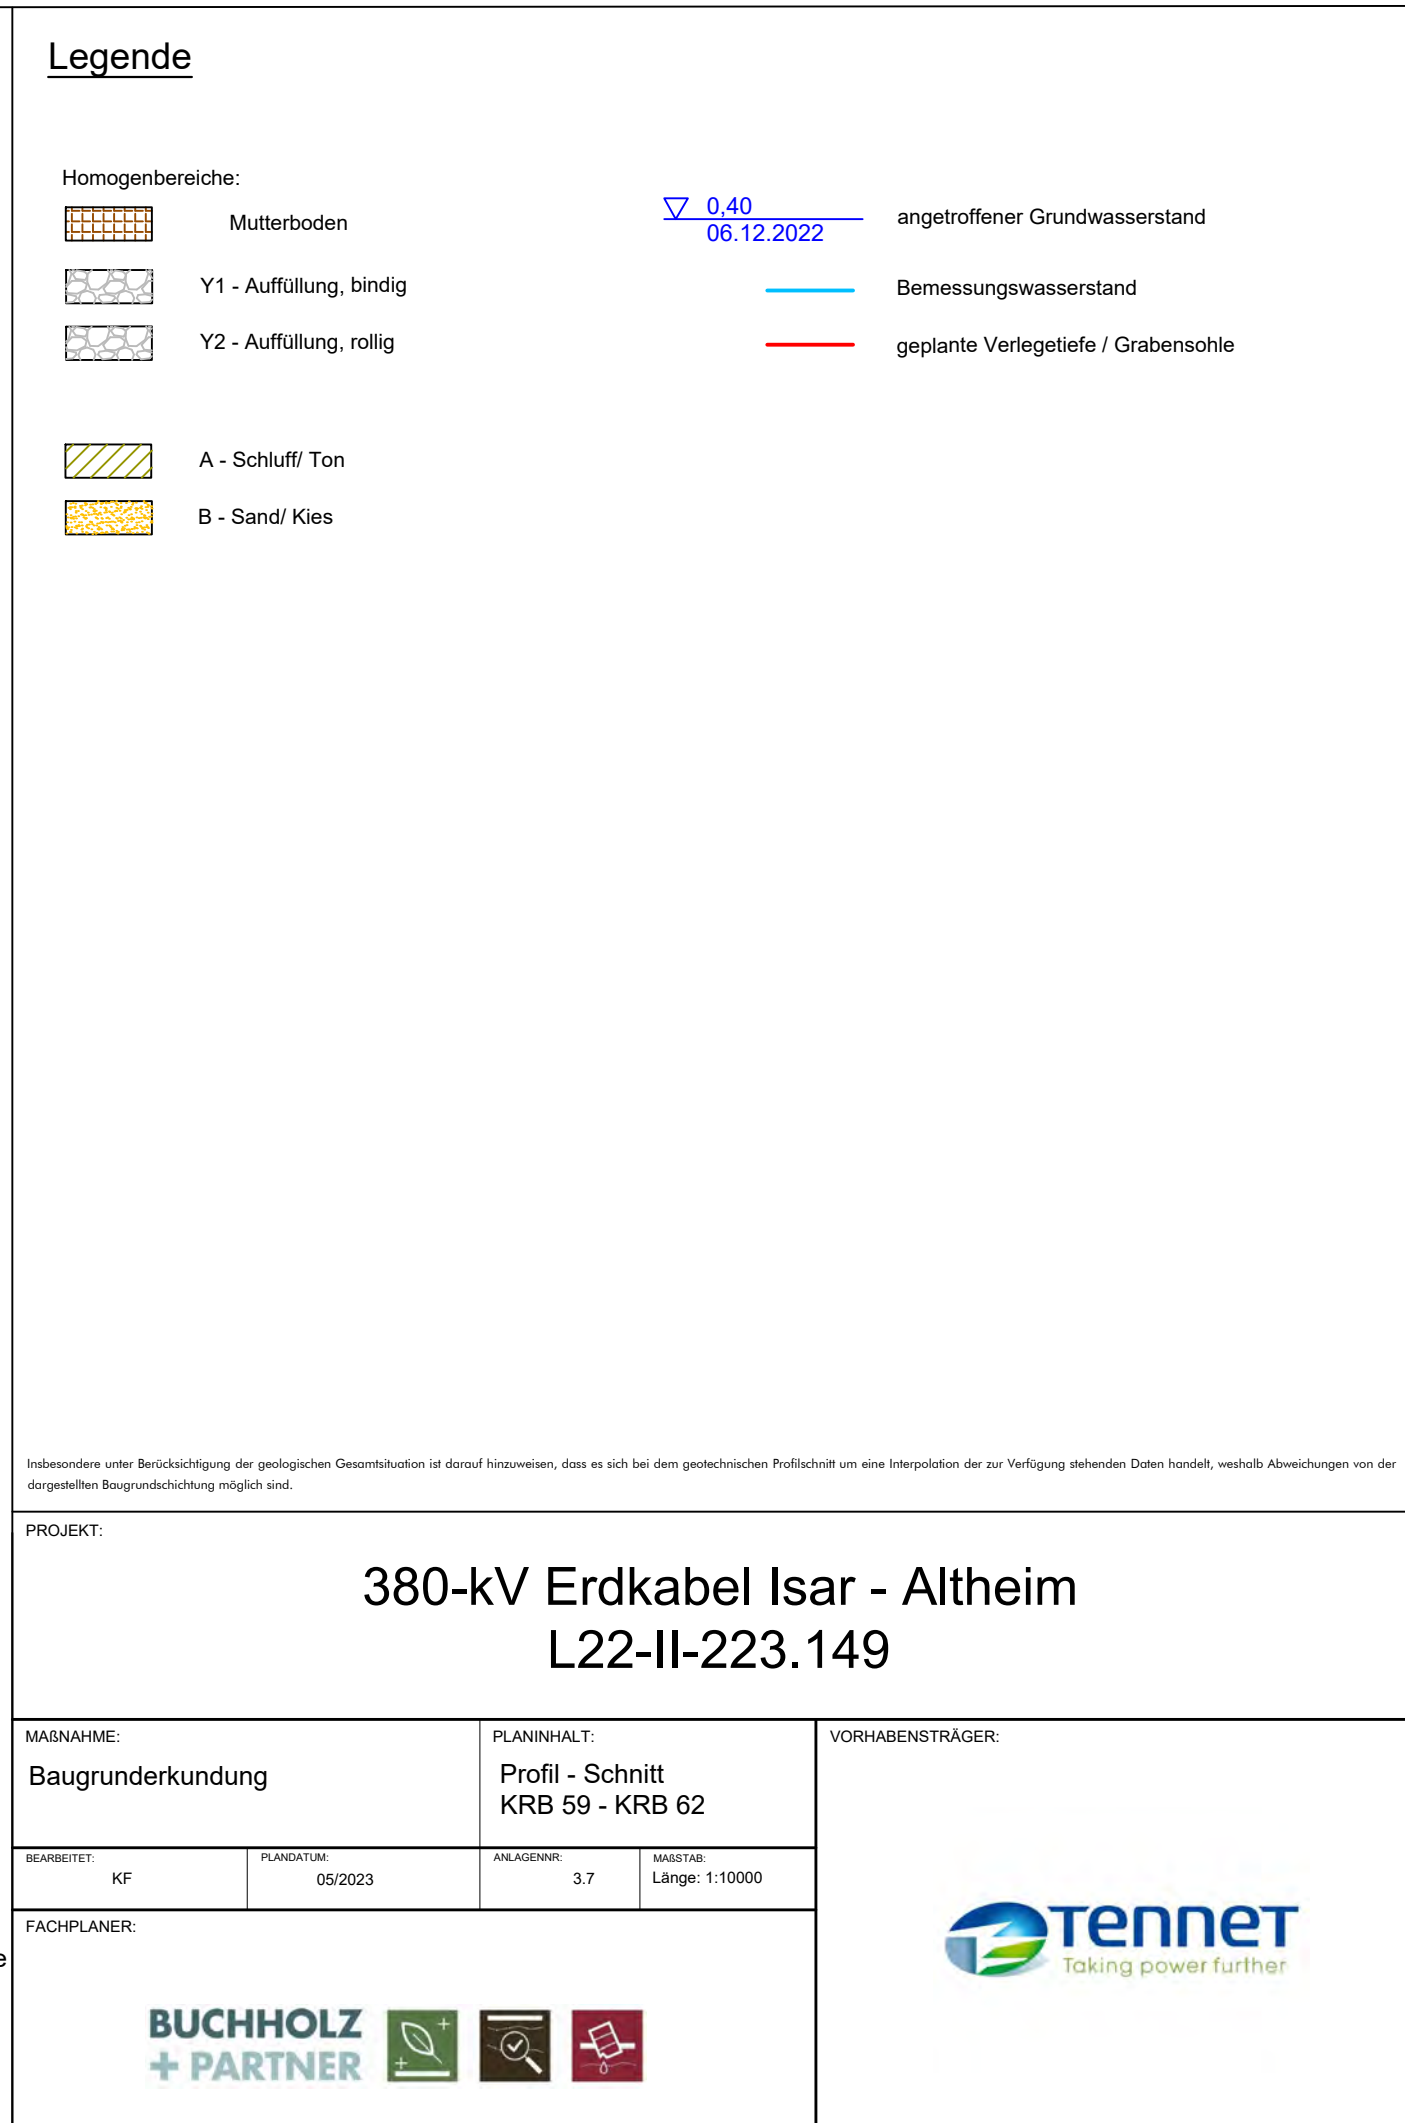 Legende
Homogenbereiche:
Mutterboden
Y1 - Auffüllung, bindig
Y2 - Auffüllung, rollig
A - Schluff/ Ton
B - Sand/ Kies
0,40
06.12.2022
angetroffener Grundwasserstand
Bemessungswasserstand
geplante Verlegetiefe / Grabensohle
Insbesondere unter Berücksichtigung der geologischen Gesamtsituation ist darauf hinzuweisen, dass es sich bei dem geotechnischen Profilschnitt um eine Interpolation der zur Verfügung stehenden Daten handelt, weshalb Abweichungen von der
dargestellten Baugrundschichtung möglich sind.
PROJEKT:
380-kV Erdkabel Isar - Altheim
L22-II-223.149
MAßNAHME:
Baugrunderkundung
PLANINHALT:
Profil - Schnitt
KRB 59 - KRB 62
VORHABENSTRÄGER:
BEARBEITET:
KF
PLANDATUM:
05/2023
ANLAGENNR:
3.7
MAßSTAB:
Länge: 1:10000
FACHPLANER:
e
BUCHHOLZ
+ PARTNER
TenneT
Taking power further